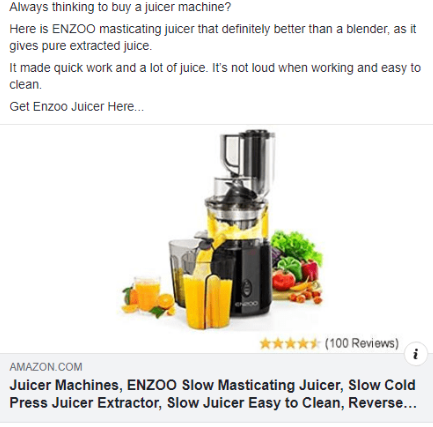 Always thinking to buy a juicer machine?
Here is ENZOO masticating juicer that definitely better than a blender, as it
gives pure extracted juice.
It made quick work and a lot of juice. It's not loud when working and easy to
clean.
Get Enzoo Juicer Here...
ENZOO
(100 Reviews)
i
AMAZON.COM
Juicer Machines, ENZOO Slow Masticating Juicer, Slow Cold
Press Juicer Extractor, Slow Juicer Easy to Clean, Reverse...